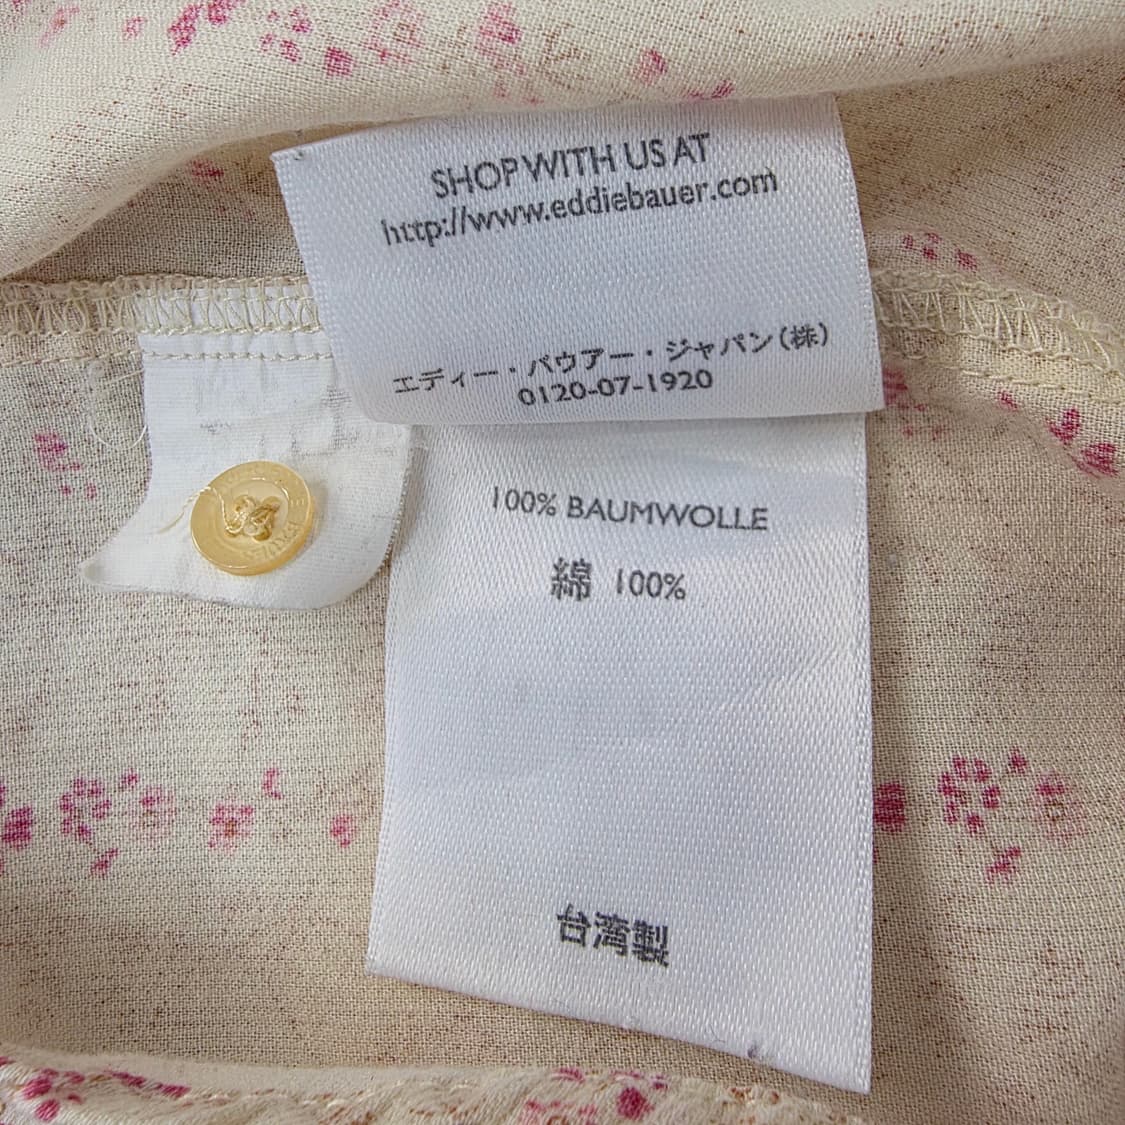 SHOP WITH US AT
http://www.eddiebauer.com
エディー・バウアー・ジャパン(株)
0120-07-1920
100% BAUMWOLLE
綿 100%
台湾製